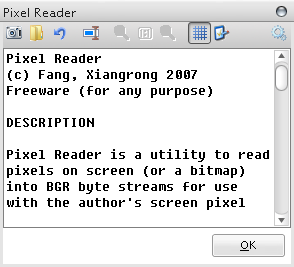 Pixel Reader
Pixel Reader
(c) Fang, Xiangrong 2007
Freeware (for any purpose)
DESCRIPTION
Pixel Reader is a utility to read
pixels on screen (or a bitmap)
into BGR byte streams for use
with the author's screen pixel
OK